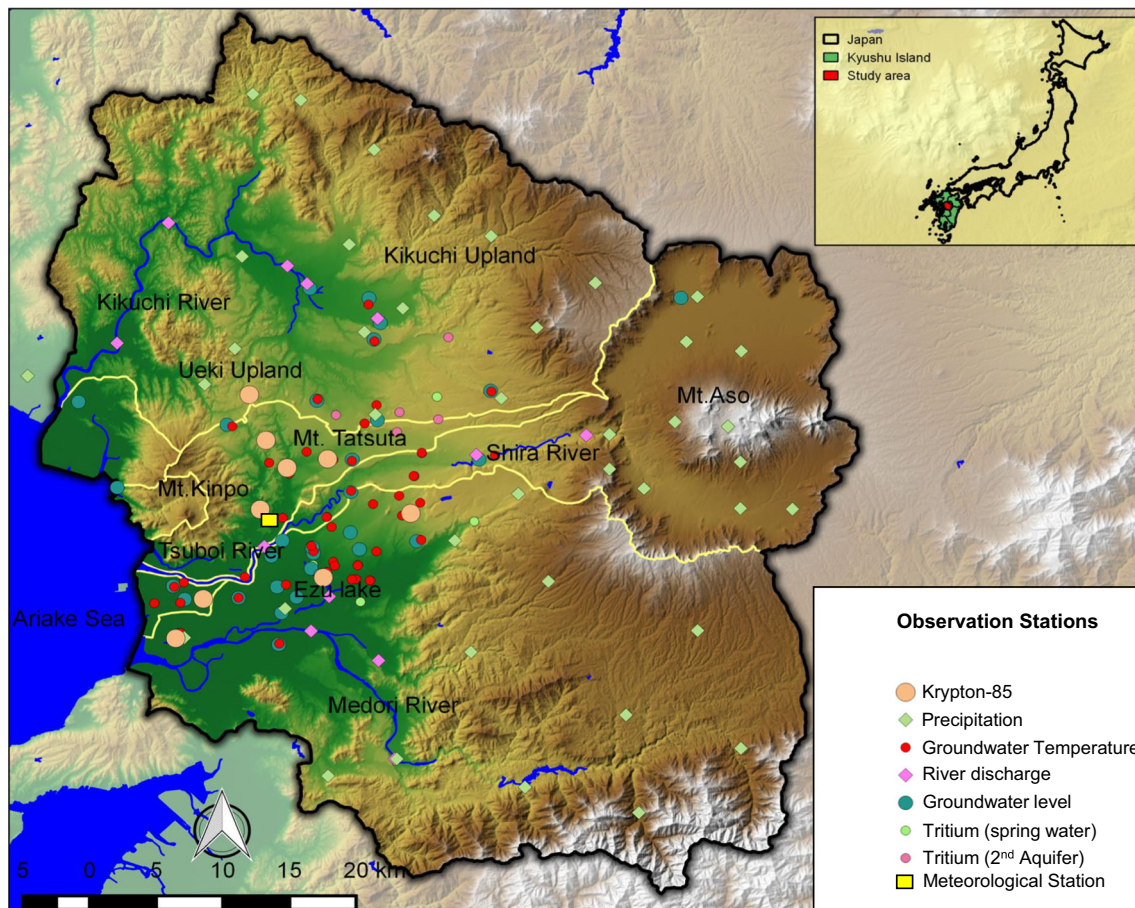 Japan
Kyushu Island
Study area
Kikuchi Upland
Kikuchi River
Ueki Upland
Mt.Aso
Mt. Tatsuta
Shira River
Mt.Kinpo
Tsuboi River
Ezu lake
Ariake Sea
Medori River
Observation Stations
Krypton-85
Precipitation
Groundwater Temperature
River discharge
Groundwater level
Tritium (spring water)
Tritium (2nd Aquifer)
Meteorological Station
5 0 5 10 15 20 km